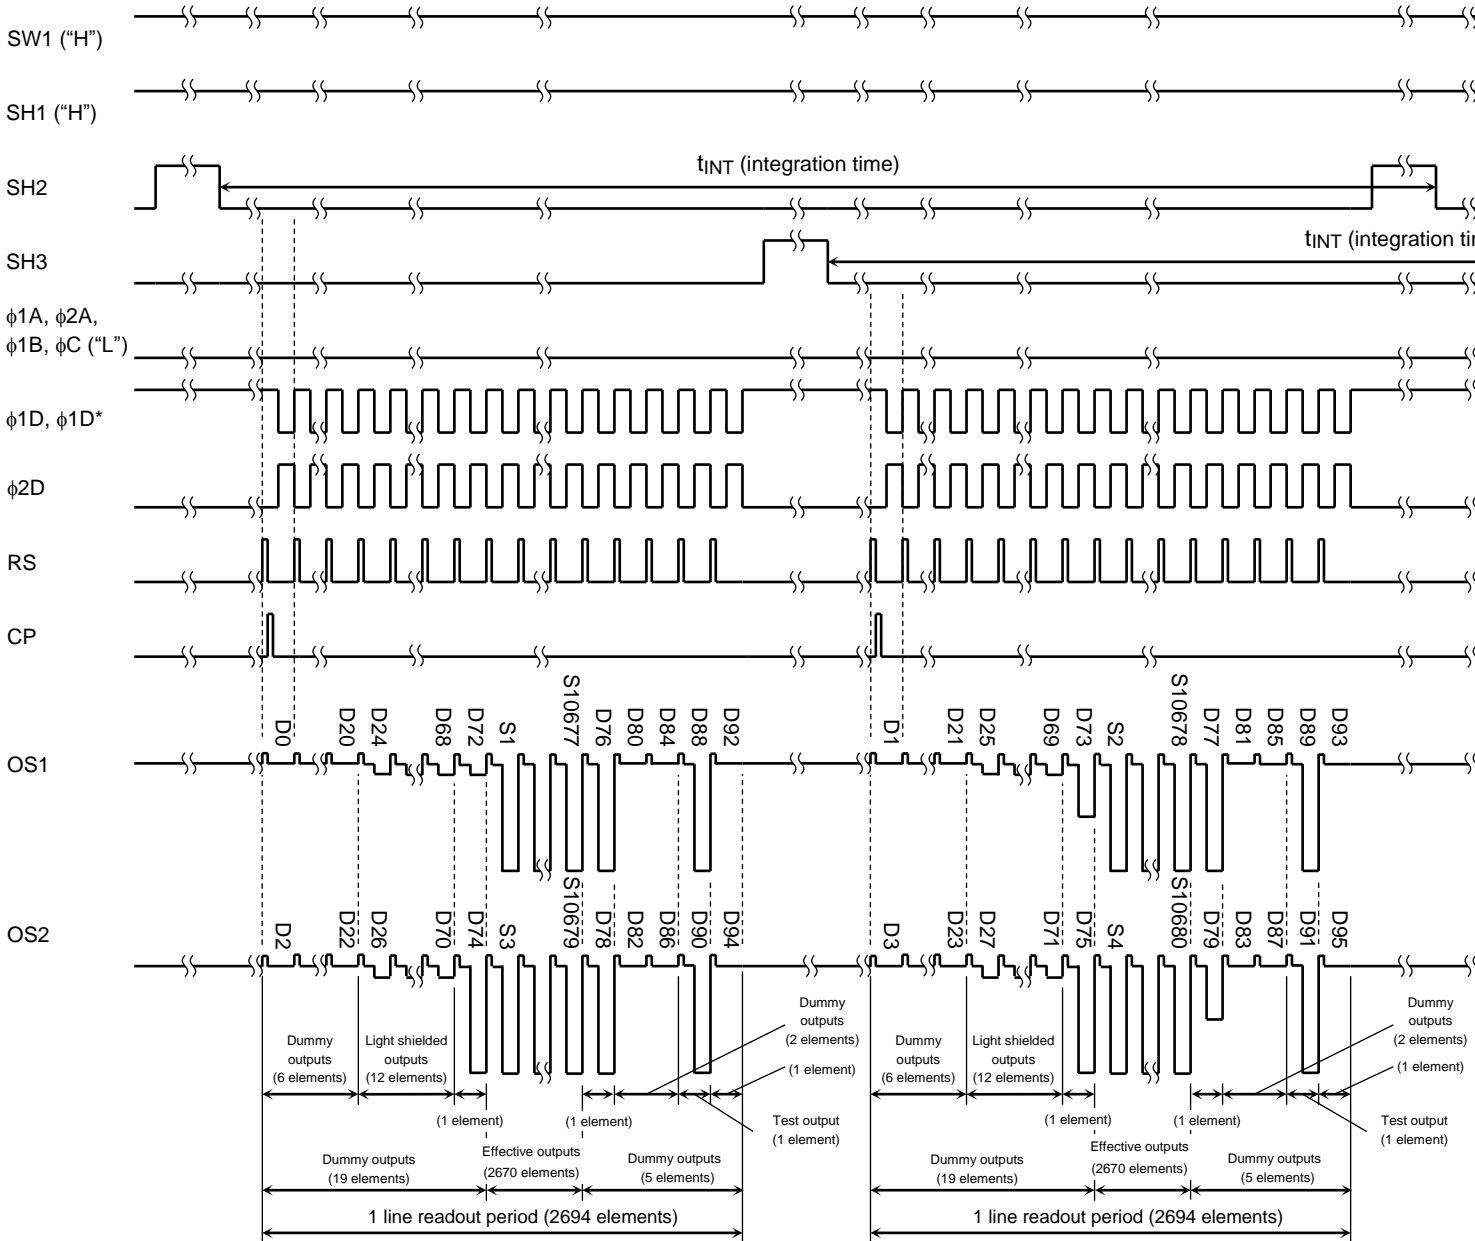 SW1 (“H”)
SH1 (“H”)
SH2
tINT (integration time)
SH3
tINT (integration ti
ϕ1A, ϕ2A,
ϕ1B, ϕC (“L”)
ϕ1D, ϕ1D*
ϕ2D
RS
CP
OS1
D0
D20
D24
D68
D72
S1
S10677
D76
D80
D84
D88
D92
D1
D21
D25
D69
D73
S2
S10678
D77
D81
D85
D89
D93
OS2
D2
D22
D26
D70
D74
S3
S10679
D78
D82
D86
D90
D94
D3
D23
D27
D71
D75
S4
S10680
D79
D83
D87
D91
D95
Dummy
outputs
(6 elements)
Light shielded
outputs
(12 elements)
(1 element)
(1 element)
Dummy
outputs
(2 elements)
(1 element)
Test output
(1 element)
Dummy outputs
(19 elements)
Effective outputs
(2670 elements)
Dummy outputs
(5 elements)
1 line readout period (2694 elements)
Dummy
outputs
(6 elements)
Light shielded
outputs
(12 elements)
(1 element)
(1 element)
Dummy
outputs
(2 elements)
(1 element)
Test output
(1 element)
Dummy outputs
(19 elements)
Effective outputs
(2670 elements)
Dummy outputs
(5 elements)
1 line readout period (2694 elements)